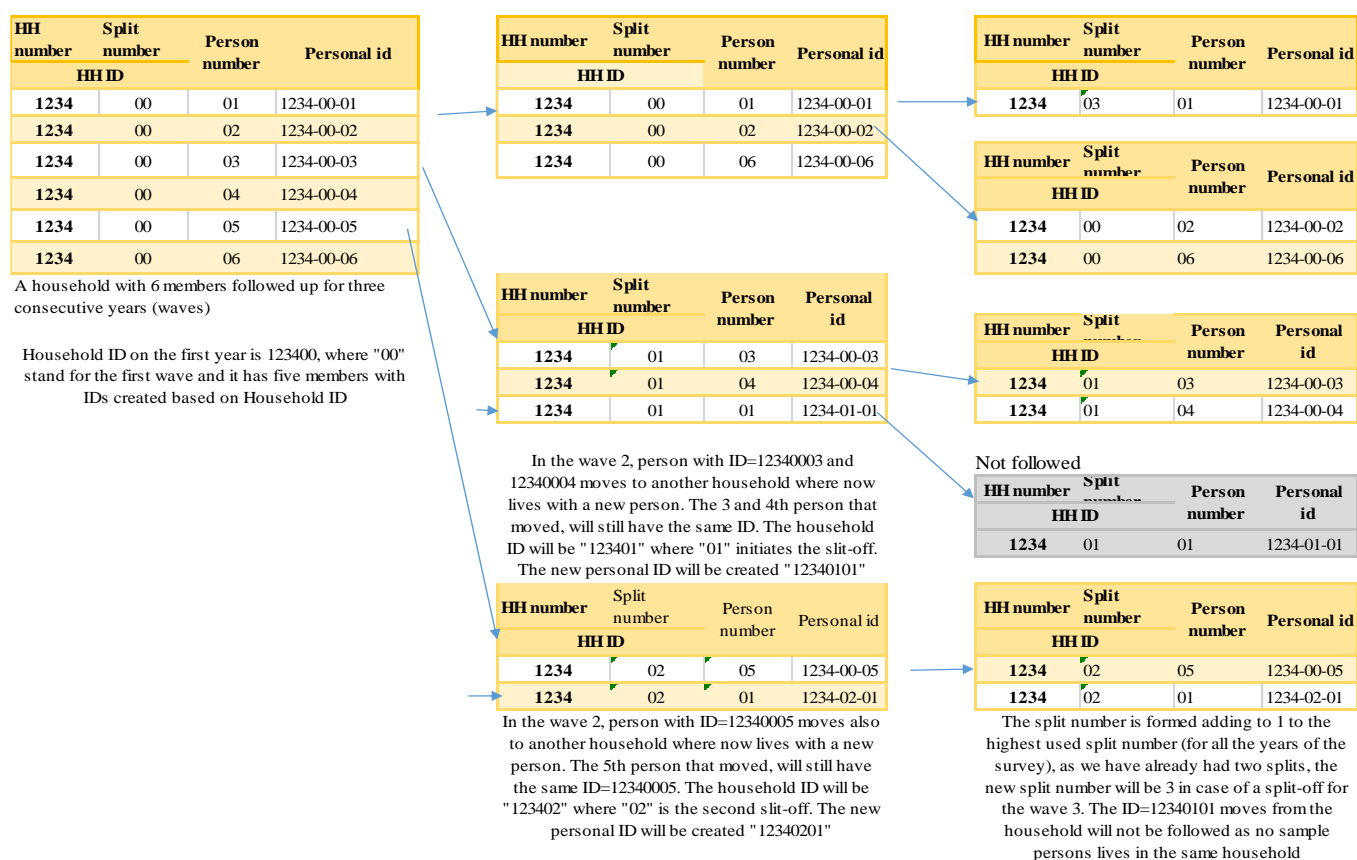 HH number Split number Person number Personal id
HH ID
1234 00 01 1234-00-01
1234 00 02 1234-00-02
1234 00 03 1234-00-03
1234 00 04 1234-00-04
1234 00 05 1234-00-05
1234 00 06 1234-00-06
A household with 6 members followed up for three
consecutive years (waves)
Household ID on the first year is 123400, where "00"
stand for the first wave and it has five members with
IDs created based on Household ID
HH number Split number Person number Personal id
HH ID
1234 00 01 1234-00-01
1234 00 02 1234-00-02
1234 00 06 1234-00-06
HH number Split number Person number Personal id
HH ID
1234 01 03 1234-00-03
1234 01 04 1234-00-04
1234 01 01 1234-01-01
In the wave 2, person with ID=12340003 and
12340004 moves to another household where now
lives with a new person. The 3 and 4th person that
moved, will still have the same ID. The household
ID will be "123401" where "01" initiates the slit-off.
The new personal ID will be created "12340101"
HH number Split number Person number Personal id
HH ID
1234 02 05 1234-00-05
1234 02 01 1234-02-01
In the wave 2, person with ID=12340005 moves also
to another household where now lives with a new
person. The 5th person that moved, will still have
the same ID=12340005. The household ID will be
"123402" where "02" is the second slit-off. The new
personal ID will be created "12340201"
HH number Split number Person number Personal id
HH ID
1234 03 01 1234-00-01
HH number Split number Person number Personal id
HH ID
1234 00 02 1234-00-02
1234 00 06 1234-00-06
HH number Split number Person number Personal id
HH ID
1234 01 03 1234-00-03
1234 01 04 1234-00-04
Not followed
HH number Split number Person number Personal id
HH ID
1234 01 01 1234-01-01
HH number Split number Person number Personal id
HH ID
1234 02 05 1234-00-05
1234 02 01 1234-02-01
The split number is formed adding to 1 to the
highest used split number (for all the years of the
survey), as we have already had two splits, the
new split number will be 3 in case of a split-off for
the wave 3. The ID=12340101 moves from the
household will not be followed as no sample
persons lives in the same household